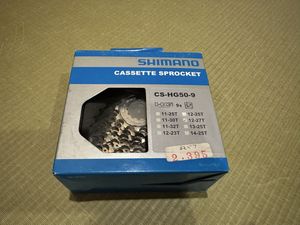 SHIMANO
CASSETTE SPROCKET
CS-HG50-9
9s
11-25T 12-25T
11-30T 12-27T
11-32T 13-25T
12-23T 14-25T
2,395